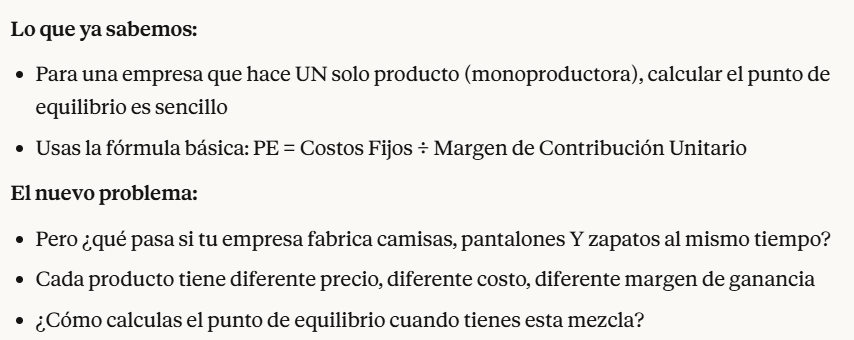 Lo que ya sabemos:
• Para una empresa que hace UN solo producto (monoproductora), calcular el punto de
equilibrio es sencillo
• Usas la fórmula básica: PE = Costos Fijos ÷ Margen de Contribución Unitario
El nuevo problema:
• Pero ¿qué pasa si tu empresa fabrica camisas, pantalones Y zapatos al mismo tiempo?
• Cada producto tiene diferente precio, diferente costo, diferente margen de ganancia
• ¿Cómo calculas el punto de equilibrio cuando tienes esta mezcla?